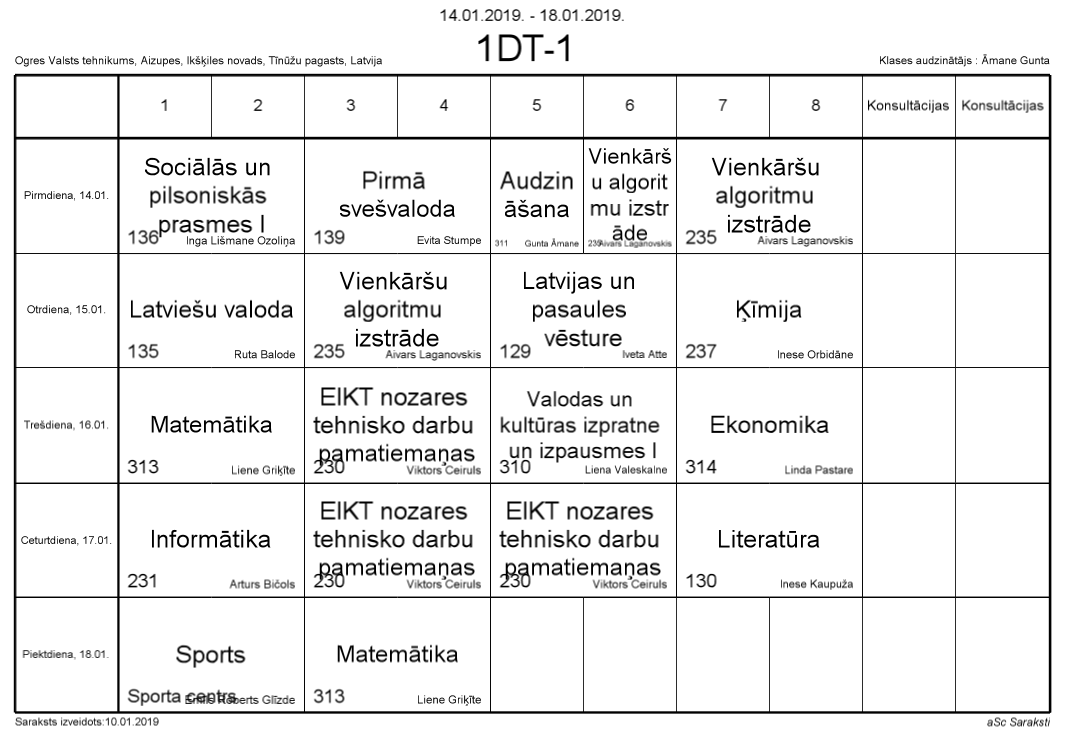 14.01.2019. - 18.01.2019.
1DT-1
Ogres Valsts tehnikums, Aizupes, Ikšķiles novads, Tīnūžu pagasts, Latvija
Klases audzinātājs : Āmane Gunta
1 2 3 4 5 6 7 8 Konsultācijas Konsultācijas
Pirmdiena, 14.01.
Sociālās un
pilsoniskās
prasmes I
136 Inga Lišmane Ozoliņa
Pirmā
svešvaloda
139 Evita Stumpe
Audzin
āšana
311 Gunta Āmane
Vienkārš
u algorit
mu izstr
āde
235 Aivars Laganovskis
Vienkāršu
algoritmu
izstrāde
235 Aivars Laganovskis
Otrdiena, 15.01.
Latviešu valoda
135 Ruta Balode
Vienkāršu
algoritmu
izstrāde
235 Aivars Laganovskis
Latvijas un
pasaules
vēsture
129 Iveta Atte
Ķīmija
237 Inese Orbidāne
Trešdiena, 16.01.
Matemātika
313 Liene Griķīte
EIKT nozares
tehnisko darbu
pamatiemaņas
230 Viktors Ceiruls
Valodas un
kultūras izpratne
un izpausmes I
310 Liena Valeskalne
Ekonomika
314 Linda Pastare
Ceturtdiena, 17.01.
Informātika
231 Arturs Bičols
EIKT nozares
tehnisko darbu
pamatiemaņas
230 Viktors Ceiruls
EIKT nozares
tehnisko darbu
pamatiemaņas
230 Viktors Ceiruls
Literatūra
130 Inese Kaupuža
Piektdiena, 18.01.
Sports
Sporta centrs Emīls Roberts Glīzde
Matemātika
313 Liene Griķīte
Saraksts izveidots:10.01.2019
aSc Saraksti